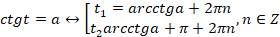 ctgt = a ↔ [ t₁ = arcctga + 2πn
t₂arcctga + π + 2πn , n ∈ Z